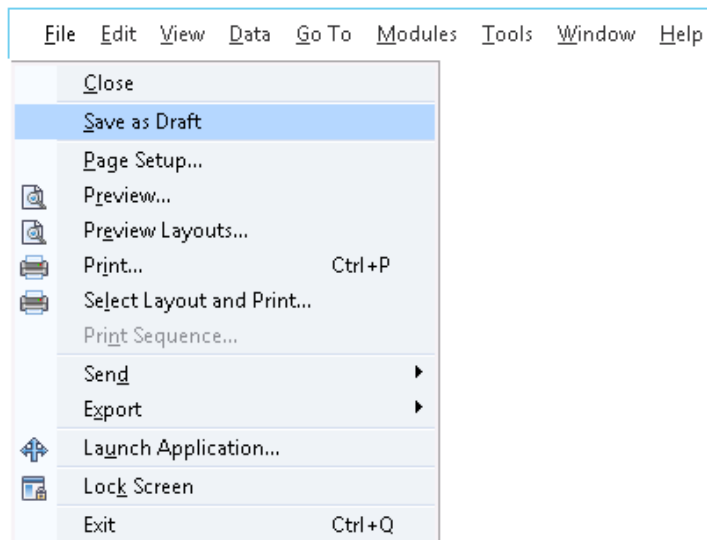 File Edit View Data Go To Modules Tools Window Help
Close
Save as Draft
Page Setup...
Preview...
Preview Layouts...
Print... Ctrl+P
Select Layout and Print...
Print Sequence...
Send
Export
Launch Application...
Lock Screen
Exit Ctrl+Q